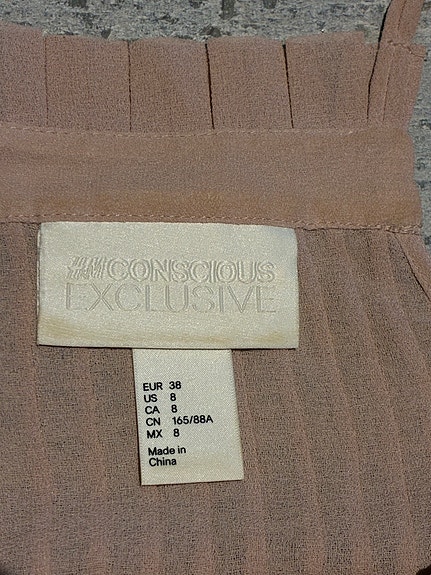 H&M CONSCIOUS
EXCLUSIVE
EUR 38
US 8
CA 8
CN 165/88A
MX 8
Made in
China